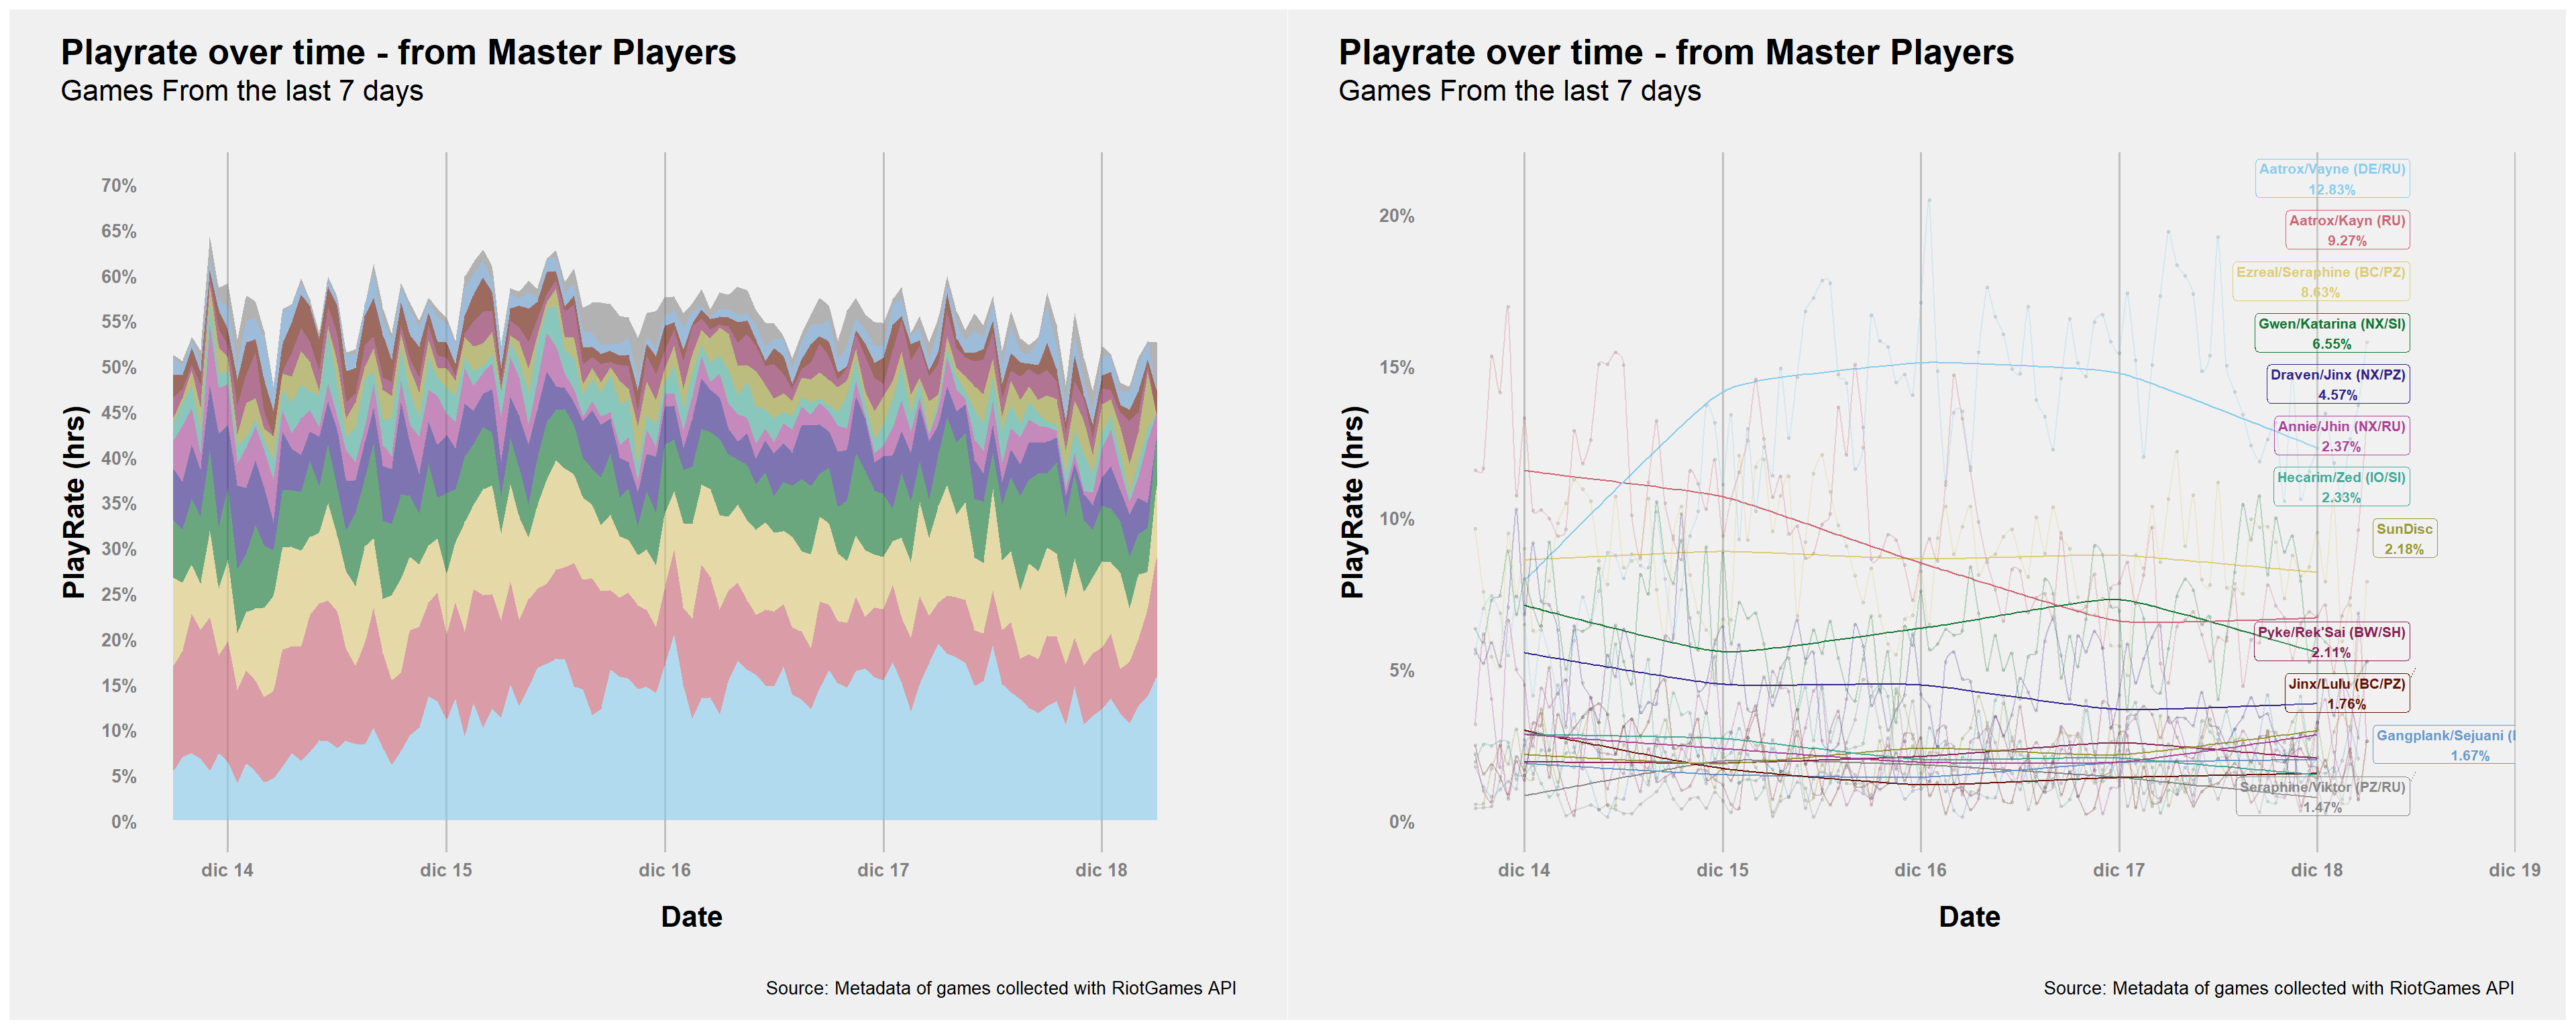 Playrate over time - from Master Players
Games From the last 7 days
PlayRate (hrs)
70%
65%
60%
55%
50%
45%
40%
35%
30%
25%
20%
15%
10%
5%
0%
dic 14
dic 15
dic 16
dic 17
dic 18
Date
Source: Metadata of games collected with RiotGames API
Playrate over time - from Master Players
Games From the last 7 days
PlayRate (hrs)
20%
15%
10%
5%
0%
Aatrox/Vayne (DE/RU)
12.83%
Aatrox/Kayn (RU)
9.27%
Ezreal/Seraphine (BC/PZ)
8.63%
Gwen/Katarina (NX/SI)
6.55%
Draven/Jinx (NX/PZ)
4.57%
Annie/Jhin (NX/RU)
2.37%
Hecarim/Zed (IO/SI)
2.33%
SunDisc
2.18%
Pyke/Rek'Sai (BW/SH)
2.11%
Jinx/Lulu (BC/PZ)
1.76%
Gangplank/Sejuani (
1.67%
Seraphine/Viktor (PZ/RU)
1.47%
dic 14
dic 15
dic 16
dic 17
dic 18
dic 19
Date
Source: Metadata of games collected with RiotGames API